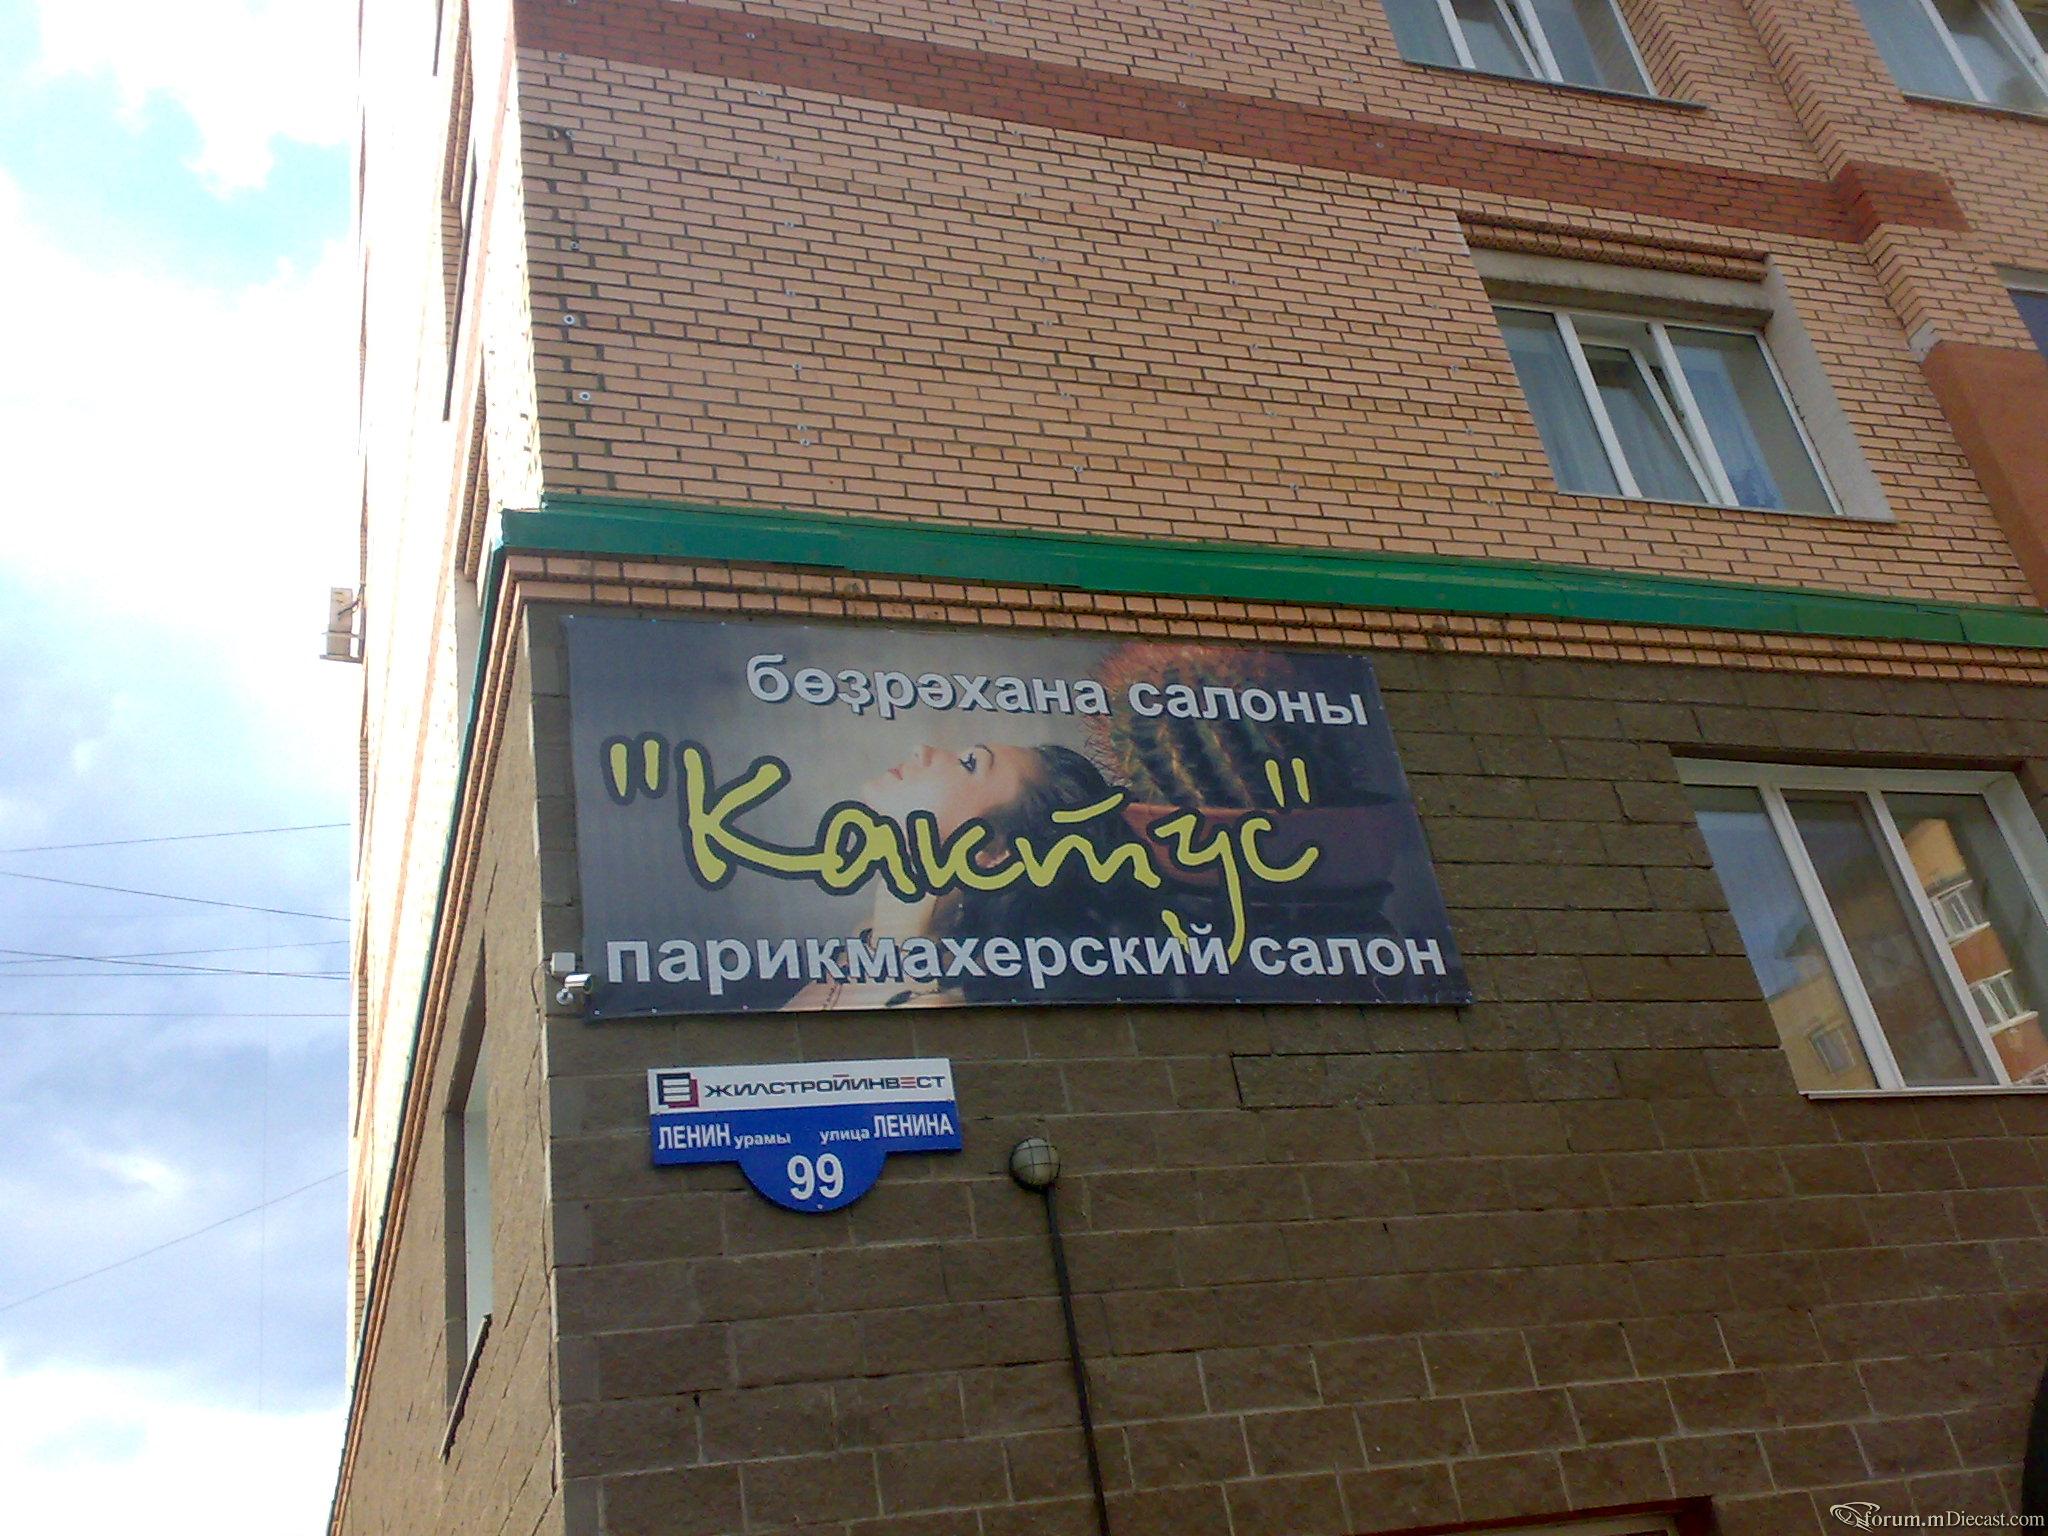 бөҙрәхана салоны
"Кактус"
парикмахерский салон
ЖИЛСТРОЙИНВЕСТ
ЛЕНИН урамы улица ЛЕНИНА
99
forum.mDiecast.com